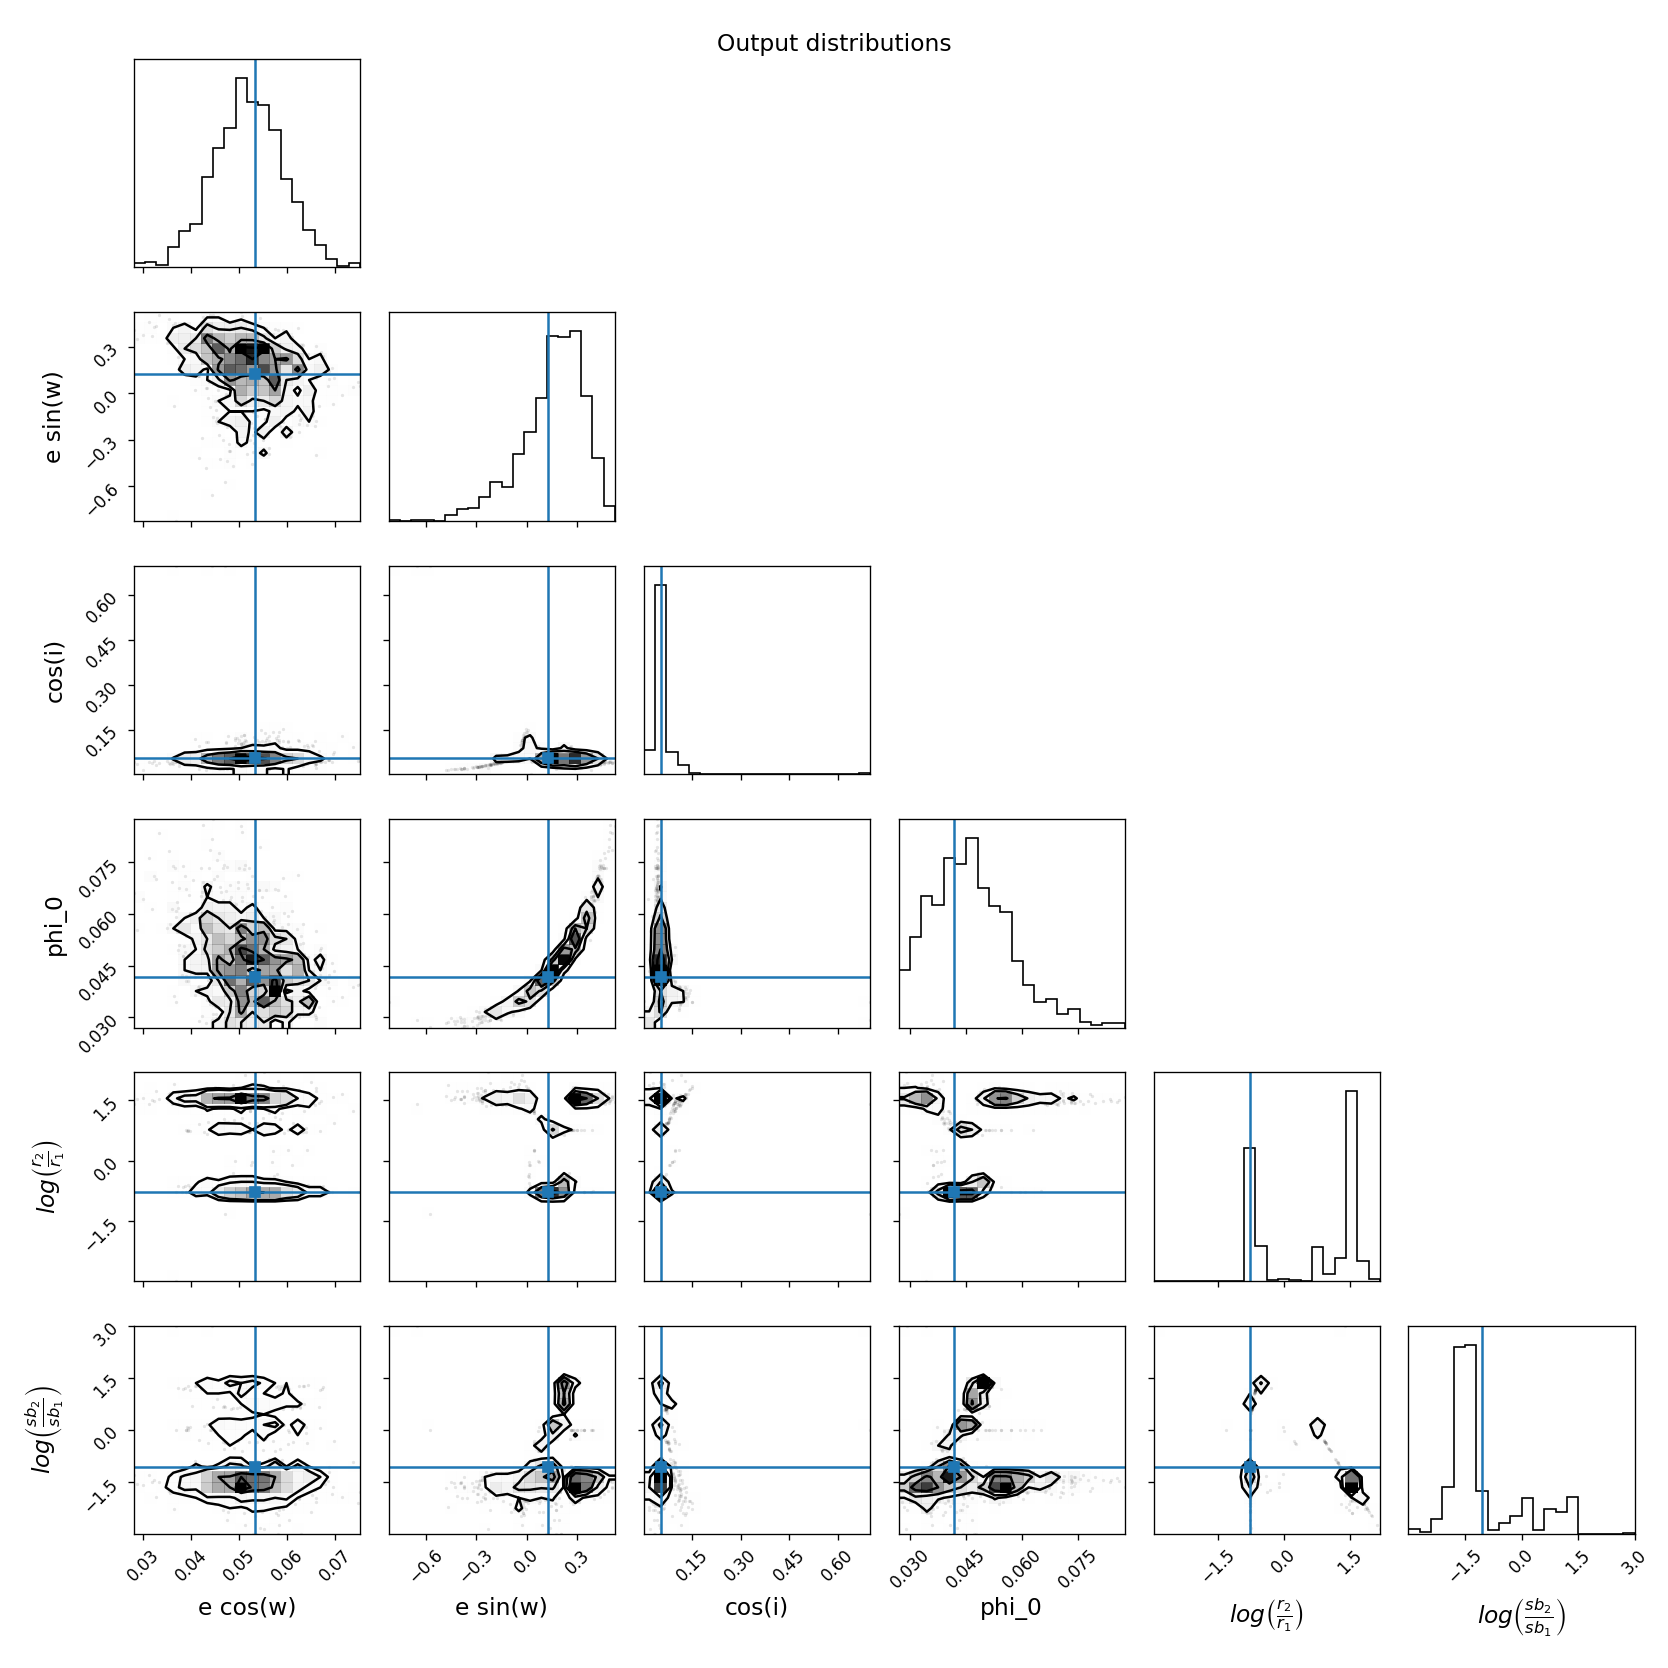 Output distributions
e sin(w)
0.3
0.0
−0.3
−0.6
cos(i)
0.60
0.45
0.30
0.15
phi_0
0.075
0.060
0.045
0.030
log(r2/r1)
1.5
0.0
−1.5
log(sb2/sb1)
3.0
1.5
0.0
−1.5
0.03 0.04 0.05 0.06 0.07 −0.6 −0.3 0.0 0.3 0.15 0.30 0.45 0.60 0.030 0.045 0.060 0.075 −1.5 0.0 1.5 −1.5 0.0 1.5 3.0
e cos(w) e sin(w) cos(i) phi_0 log(r2/r1) log(sb2/sb1)